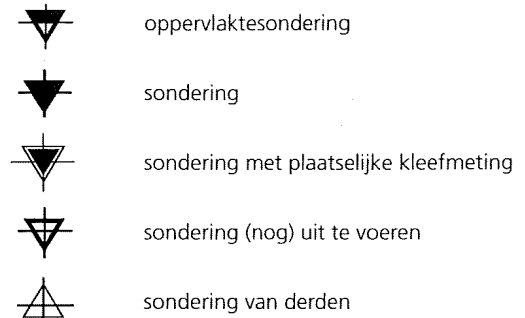 oppervlaktesondering
sondering
sondering met plaatselijke kleefmeting
sondering (nog) uit te voeren
sondering van derden